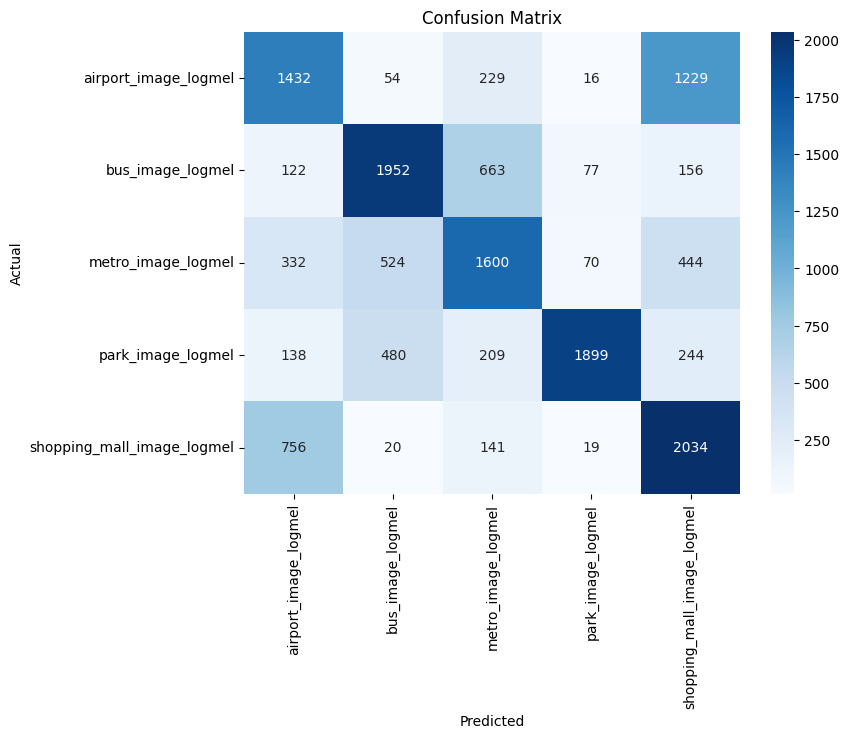 Confusion Matrix
Actual
airport_image_logmel 1432 54 229 16 1229
bus_image_logmel 122 1952 663 77 156
metro_image_logmel 332 524 1600 70 444
park_image_logmel 138 480 209 1899 244
shopping_mall_image_logmel 756 20 141 19 2034
airport_image_logmel
bus_image_logmel
metro_image_logmel
park_image_logmel
shopping_mall_image_logmel
Predicted
2000
1750
1500
1250
1000
750
500
250